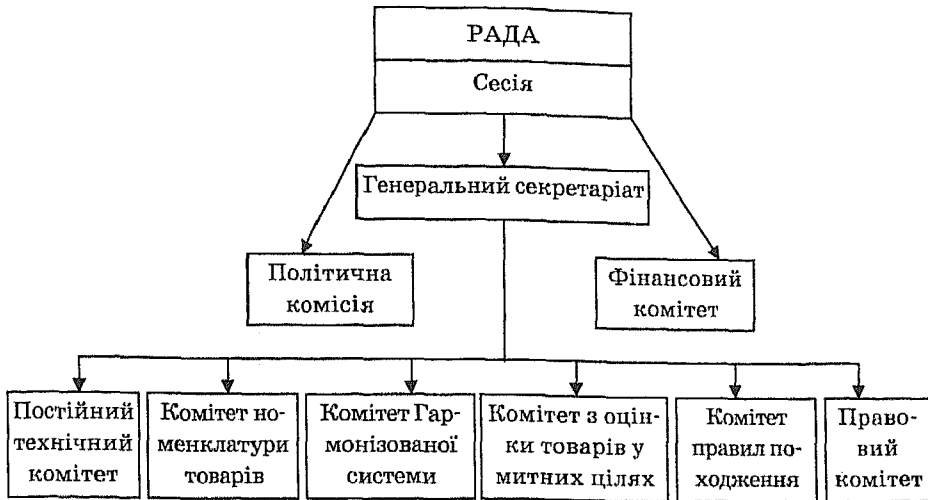 РАДА
Сесія
Генеральний секретаріат
Політична
комісія
Фінансовий
комітет
Постійний
технічний
комітет
Комітет но-
менклатури
товарів
Комітет Гар-
монізованої
системи
Комітет з оцін-
ки товарів у
митних цілях
Комітет
правил по-
ходження
Право-
вий
комітет